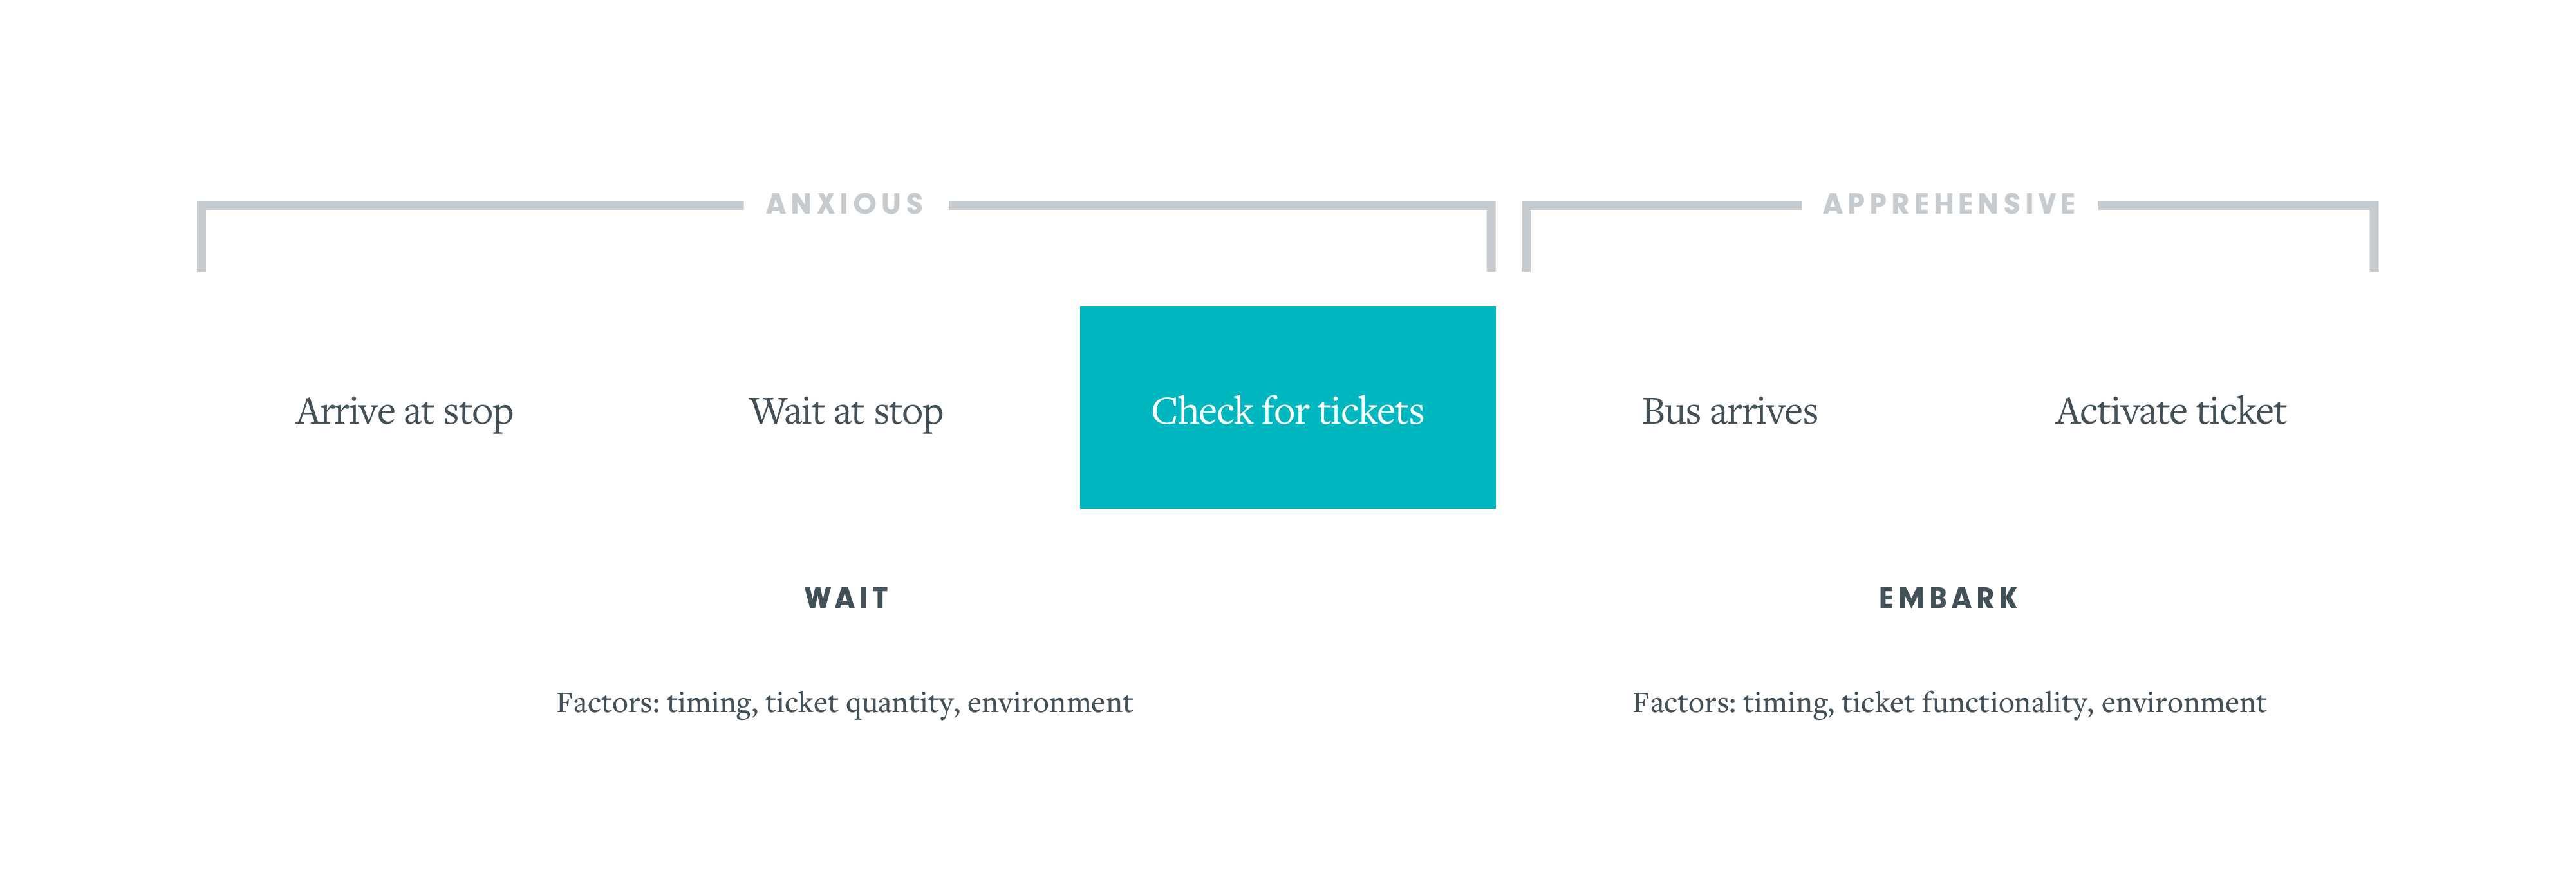 ANXIOUS
APPREHENSIVE
Arrive at stop
Wait at stop
Check for tickets
Bus arrives
Activate ticket
WAIT
EMBARK
Factors: timing, ticket quantity, environment
Factors: timing, ticket functionality, environment